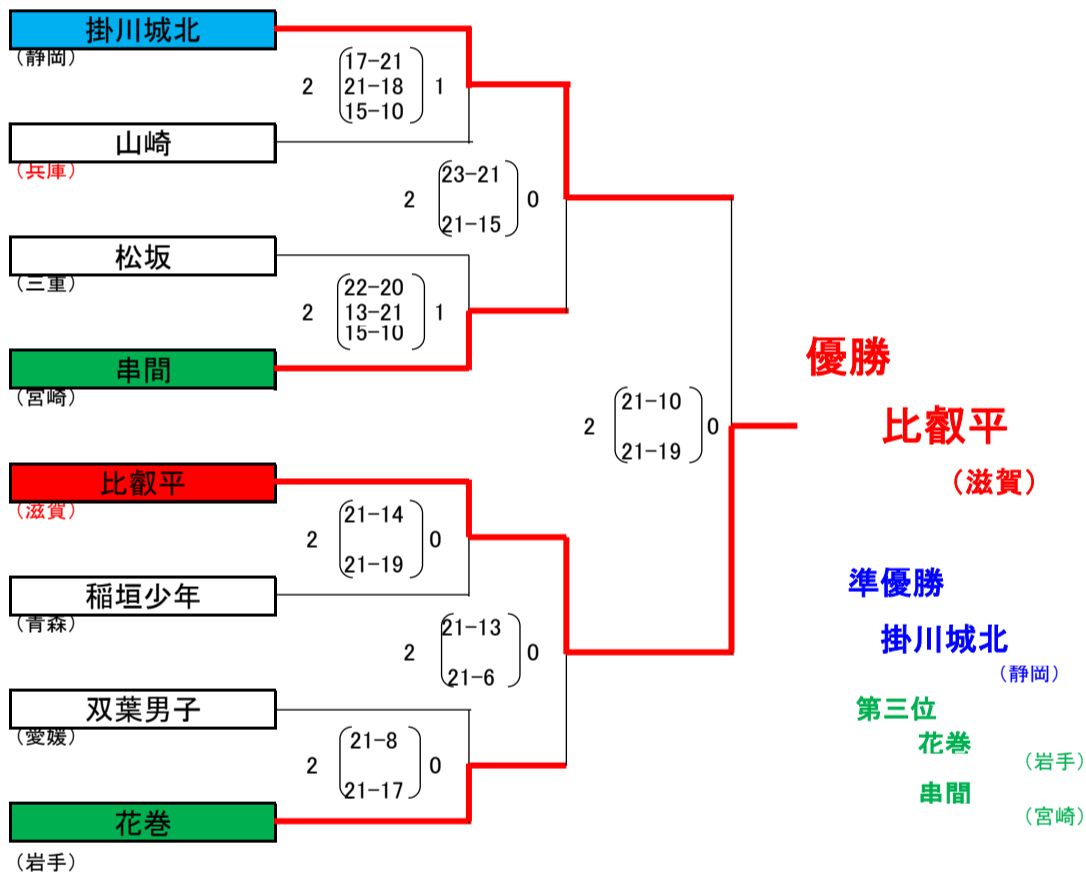 掛川城北
(静岡)
2 17-21 1
21-18
15-10
山崎
(兵庫)
2 23-21 0
21-15
松坂
(三重)
2 22-20 1
13-21
15-10
串間
(宮崎)
優勝
比叡平
(滋賀)
2 21-10 0
21-19
比叡平
(滋賀)
2 21-14 0
21-19
稲垣少年
(青森)
2 21-13 0
21-6
双葉男子
(愛媛)
2 21-8 0
21-17
花巻
(岩手)
準優勝
掛川城北
(静岡)
第三位
花巻
(岩手)
串間
(宮崎)